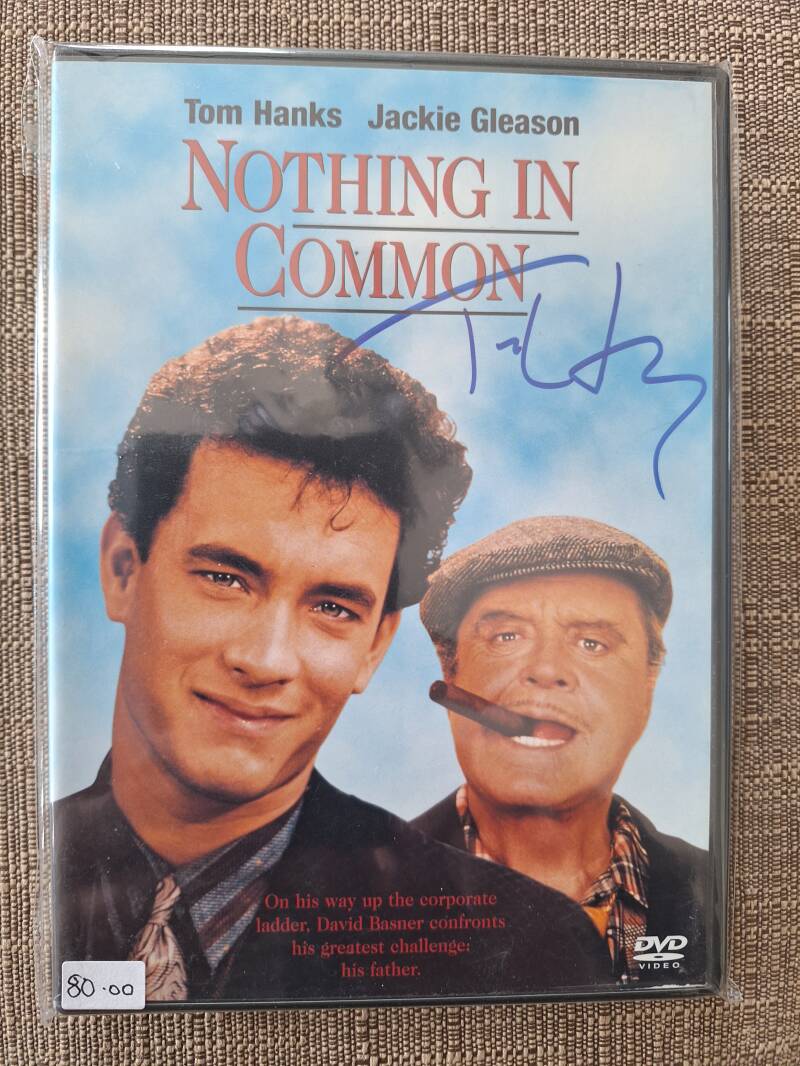 Tom Hanks Jackie Gleason
NOTHING IN
COMMON
On his way up the corporate
ladder, David Basner confronts
his greatest challenge:
his father.
DVD
VIDEO
80.00